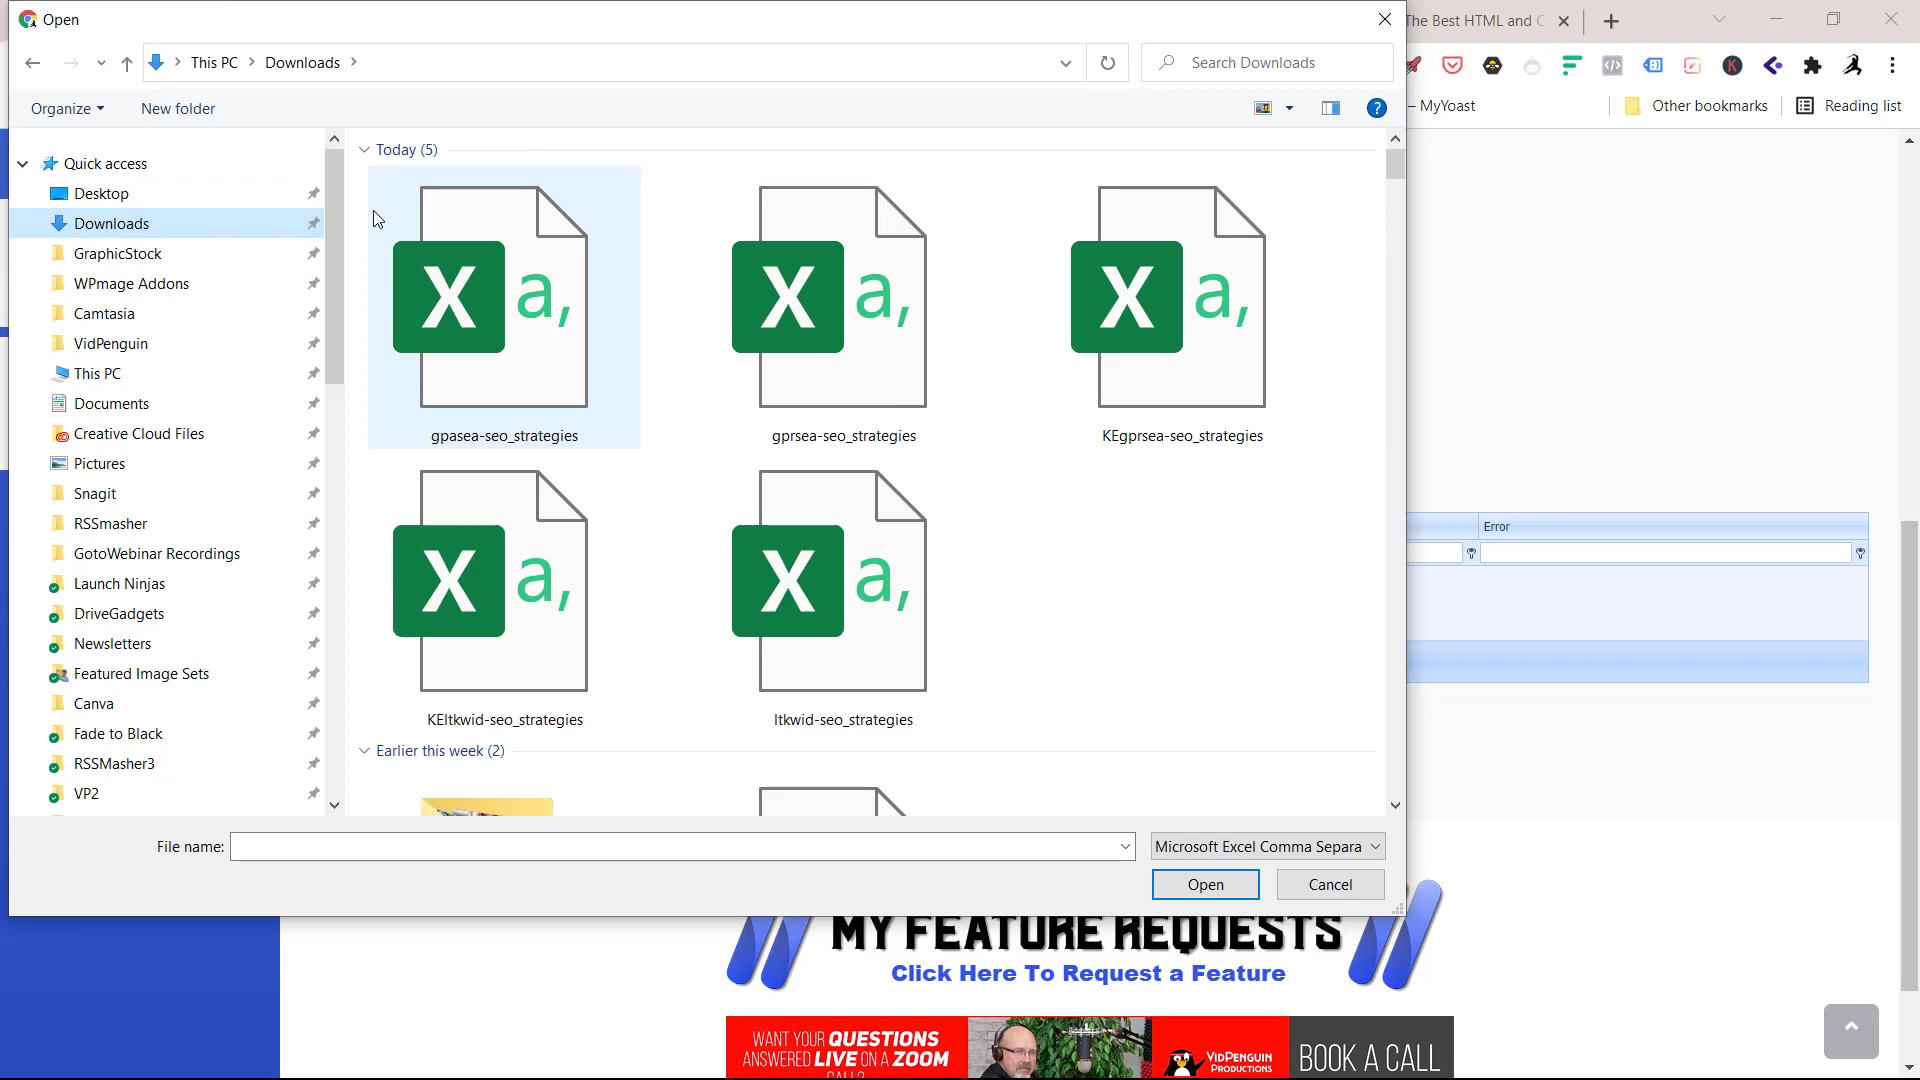 Open
The Best HTML and C
This PC
Downloads
Search Downloads
Organize
New folder
– MyYoast
Other bookmarks
Reading list
Quick access
Desktop
Downloads
GraphicStock
WPmage Addons
Camtasia
VidPenguin
This PC
Documents
Creative Cloud Files
Pictures
Snagit
RSSmasher
GotoWebinar Recordings
Launch Ninjas
DriveGadgets
Newsletters
Featured Image Sets
Canva
Fade to Black
RSSMasher3
VP2
Today (5)
X a,
X a,
X a,
gpasea-seo_strategies
gprsea-seo_strategies
KEgprsea-seo_strategies
X a,
X a,
KEltkwid-seo_strategies
ltkwid-seo_strategies
Earlier this week (2)
Error
File name:
Microsoft Excel Comma Separa
Open
Cancel
MY FEATURE REQUESTS
Click Here To Request a Feature
WANT YOUR QUESTIONS
ANSWERED LIVE ON A ZOOM
CALL?
VIDPENGUIN
PRODUCTIONS
BOOK A CALL